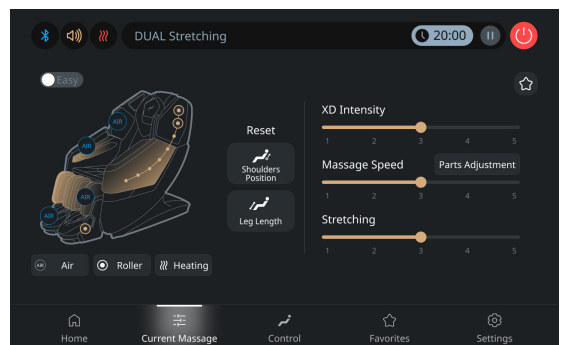 DUAL Stretching
20:00
Easy
AIR
AIR
AIR
AIR
Reset
Shoulders
Position
Leg Length
XD Intensity
1 2 3 4 5
Massage Speed
Parts Adjustment
1 2 3 4 5
Stretching
1 2 3 4 5
AIR Air
Roller
Heating
Home
Current Massage
Control
Favorites
Settings